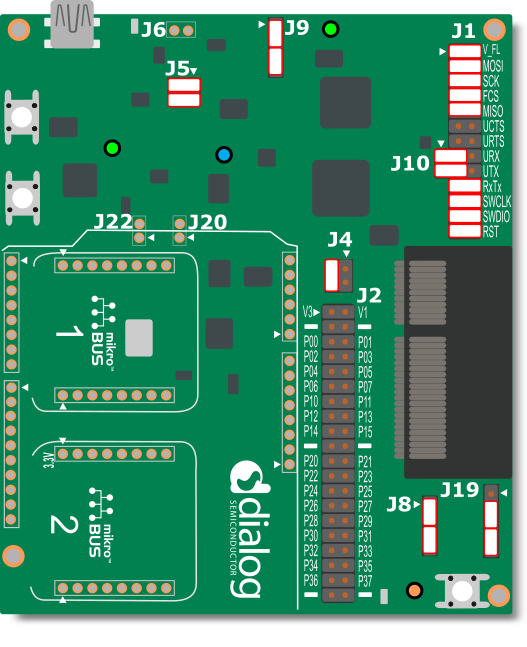 J6
J9
J1
V_FL
MOSI
SCK
FCS
MISO
UCTS
URTS
URX
UTX
RxTx
SWCLK
SWDIO
RST
J5
J10
J22
J20
J4
J2
V3 V1
P00 P01
P02 P03
P04 P05
P06 P07
P10 P11
P12 P13
P14 P15
P20 P21
P22 P23
P24 P25
P26 P27
P28 P29
P30 P31
P32 P33
P34 P35
P36 P37
1
mikro™
BUS
3.3V
2
mikro™
BUS
dialog
SEMICONDUCTOR
J8
J19